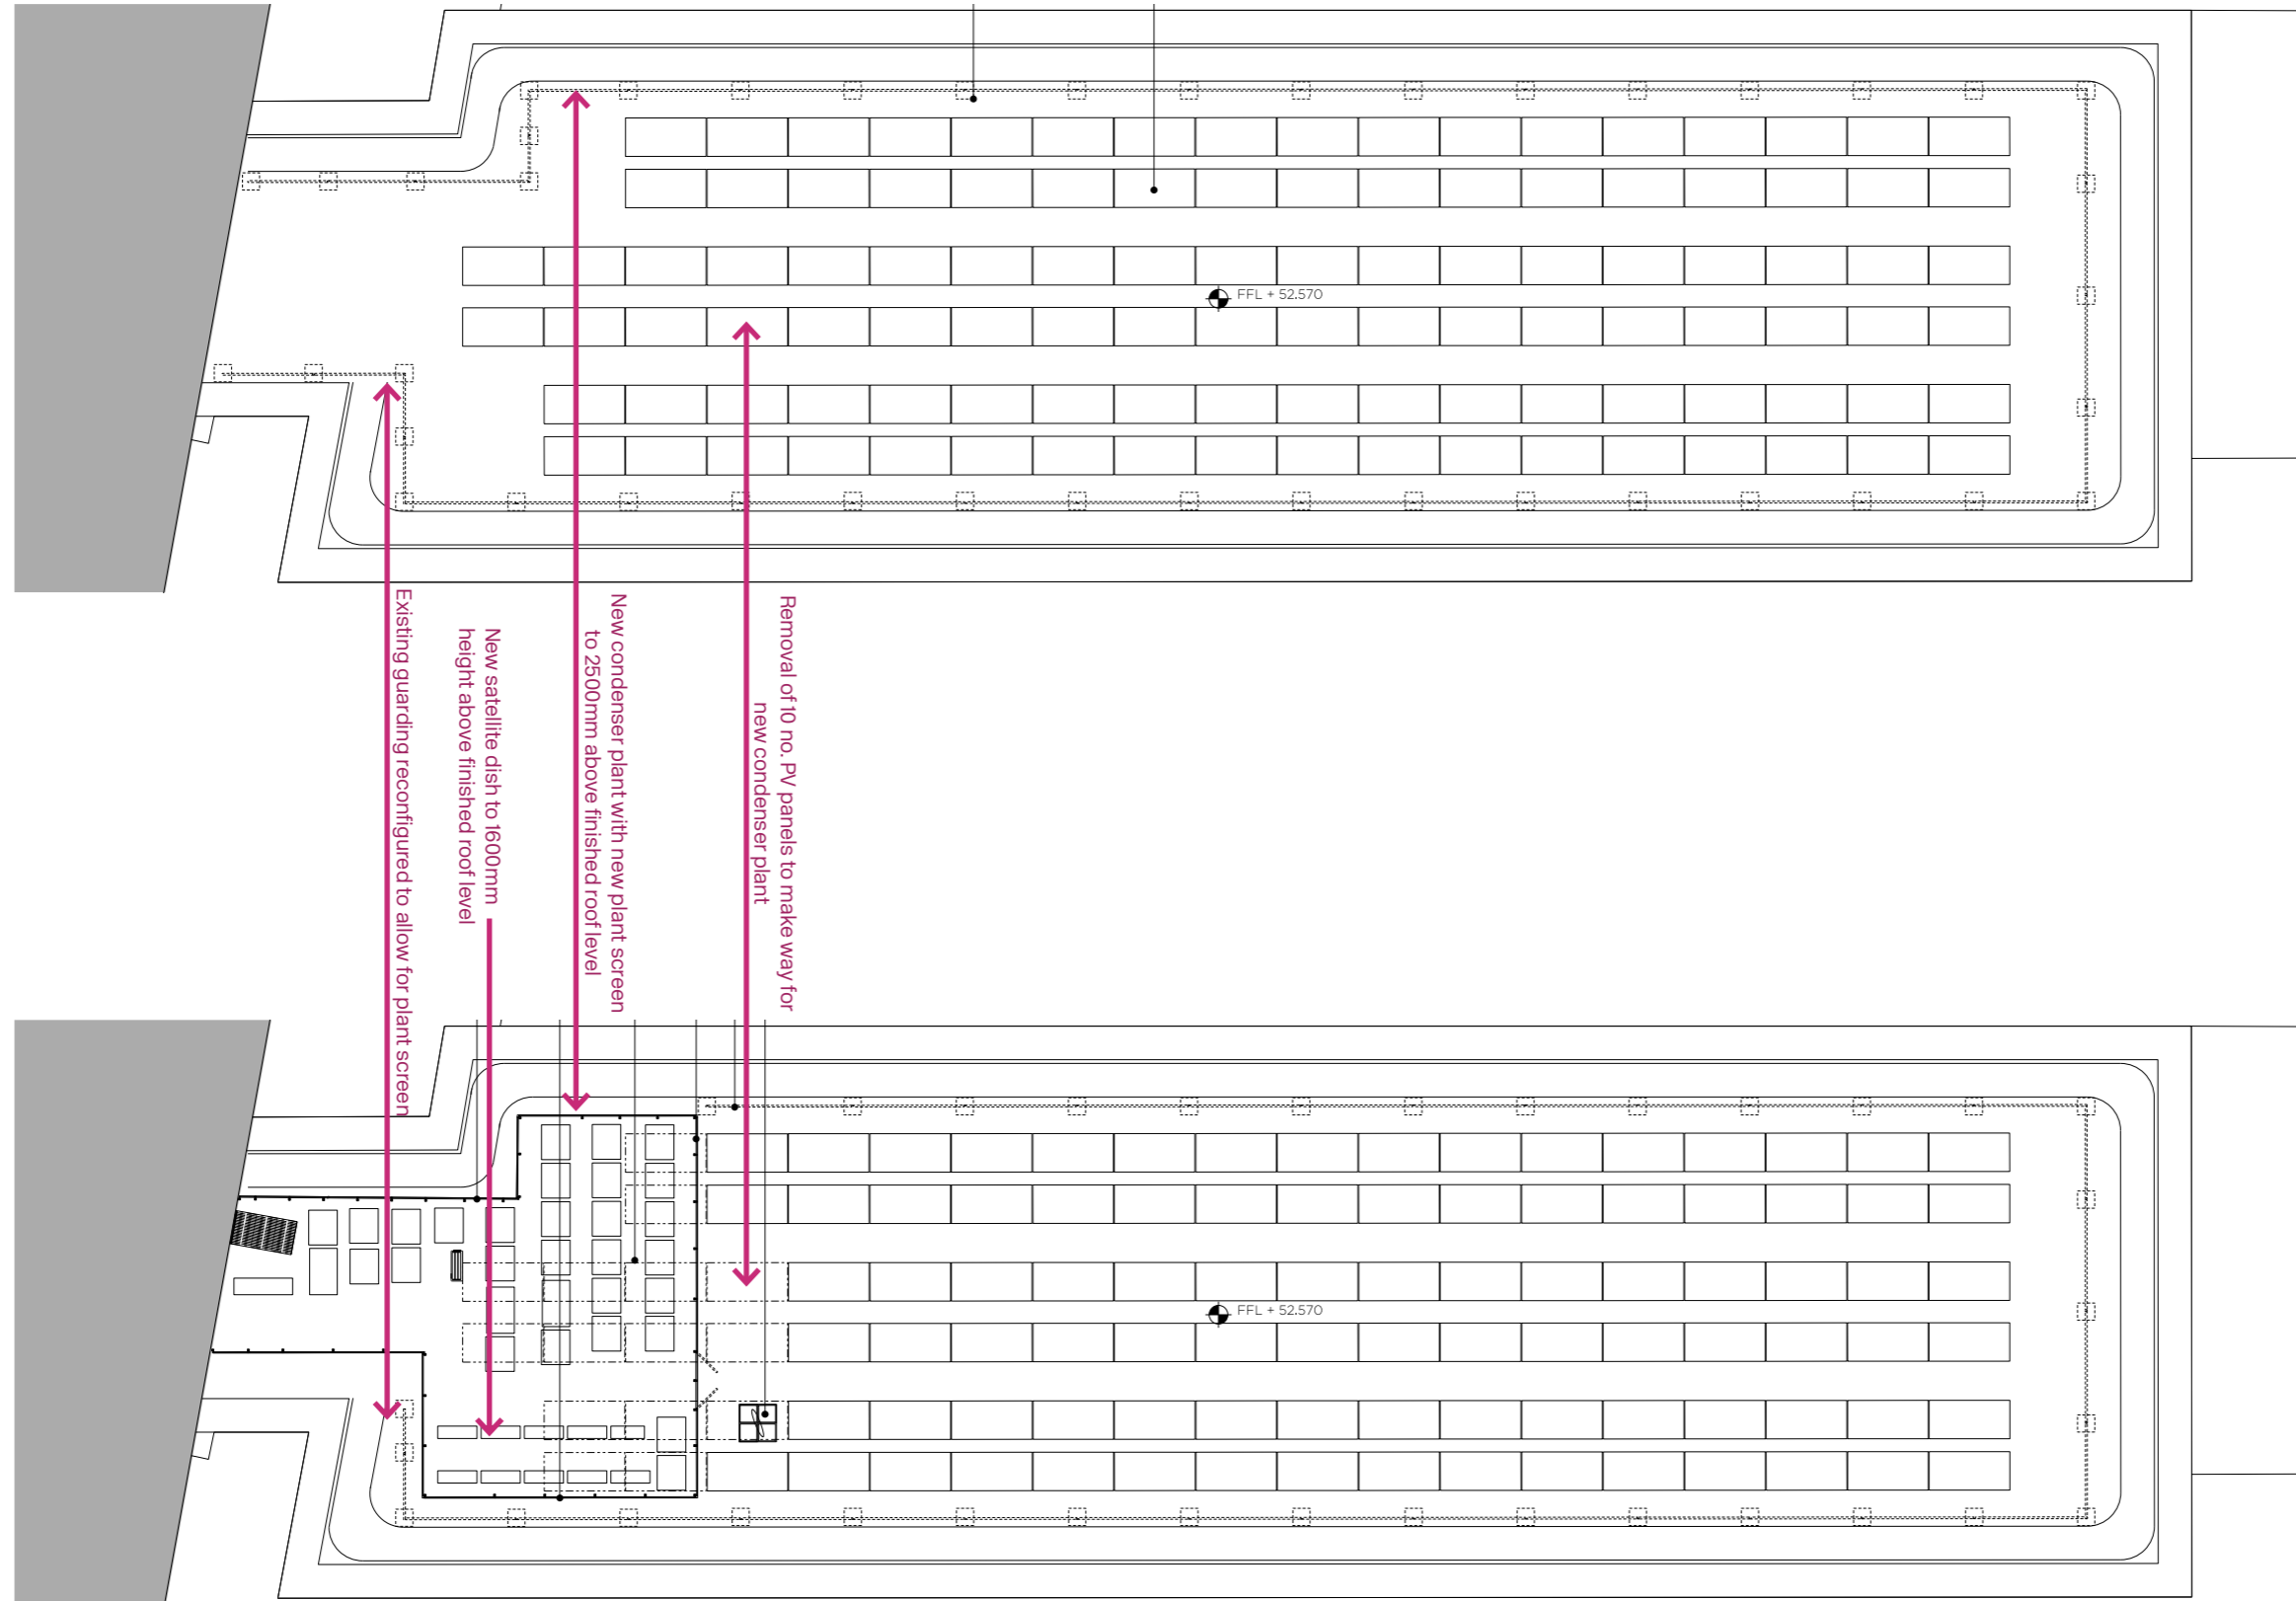 FFL + 52.570
Existing guarding reconfigured to allow for plant screen
New satellite dish to 1600mm
height above finished roof level
New condenser plant with new plant screen
to 2500mm above finished roof level
Removal of 10 no. PV panels to make way for
new condenser plant
FFL + 52.570